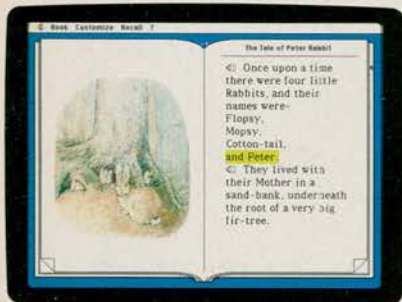 Book Customize Recall ?
The Tale of Peter Rabbit
Once upon a time
there were four little
Rabbits, and their
names were-
Flopsy,
Mopsy,
Cotton-tail,
and Peter.
They lived with
their Mother in a
sand-bank, underneath
the root of a very big
fir-tree.